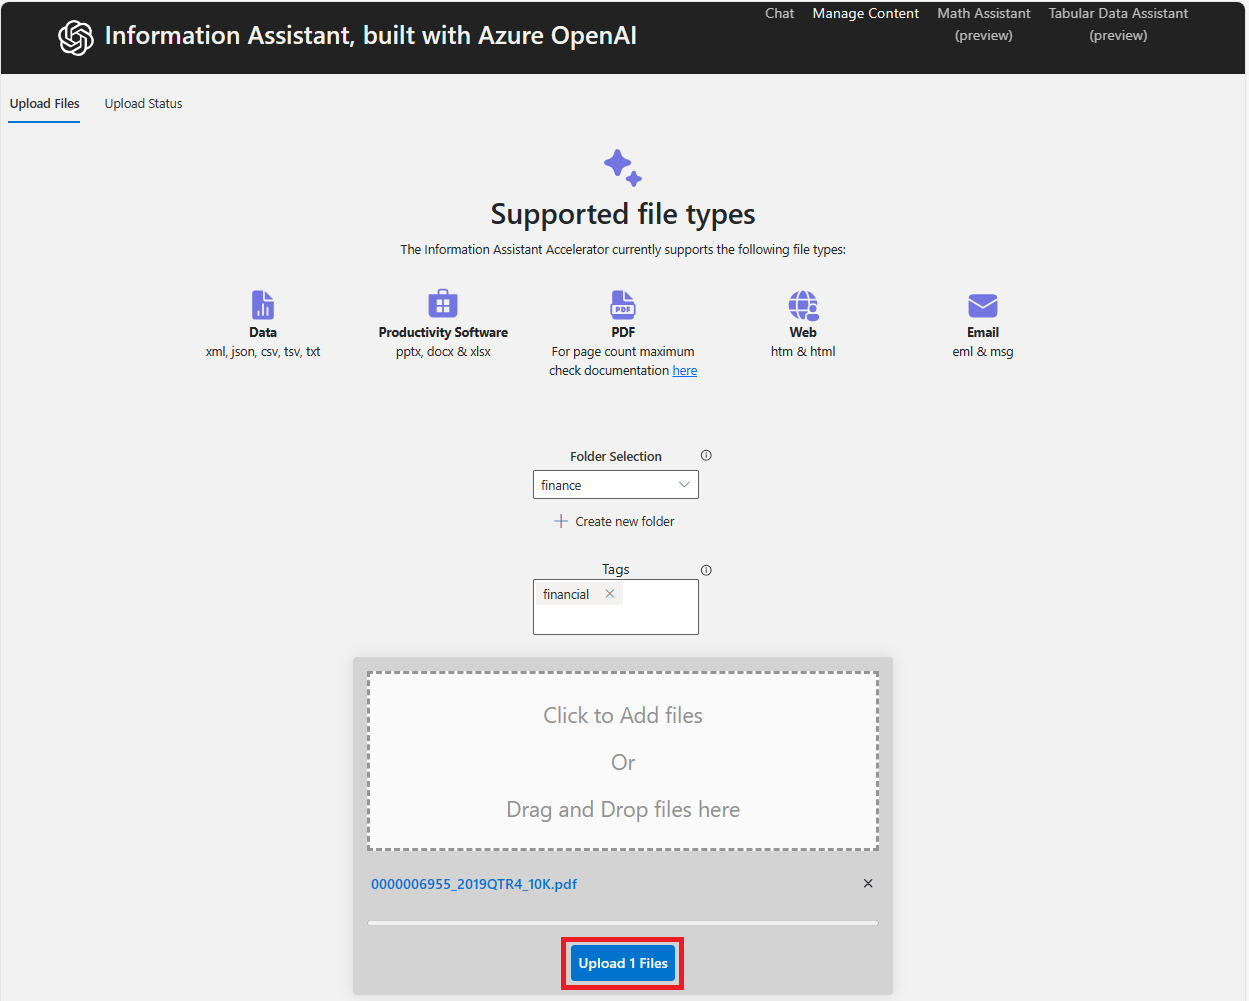 Information Assistant, built with Azure OpenAI
Chat
Manage Content
Math Assistant
(preview)
Tabular Data Assistant
(preview)
Upload Files
Upload Status
Supported file types
The Information Assistant Accelerator currently supports the following file types:
Data
xml, json, csv, tsv, txt
Productivity Software
pptx, docx & xlsx
PDF
PDF
For page count maximum
check documentation here
Web
htm & html
Email
eml & msg
Folder Selection
finance
Create new folder
Tags
financial
Click to Add files
Or
Drag and Drop files here
0000006955_2019QTR4_10K.pdf
Upload 1 Files